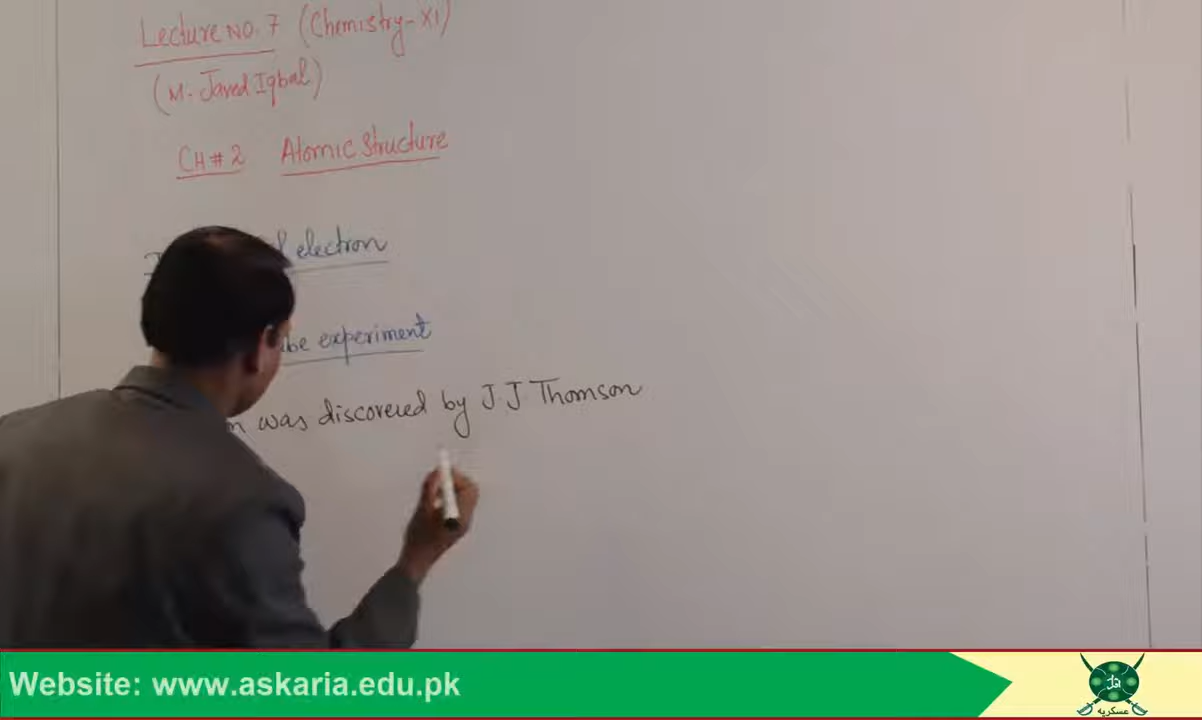 Lecture NO. 7 (Chemistry-XI)
(M. Javed Iqbal)
CH # 2 Atomic Structure
electron
experiment
was discovered by J.J Thomson
Website: www.askaria.edu.pk
عسکریہ